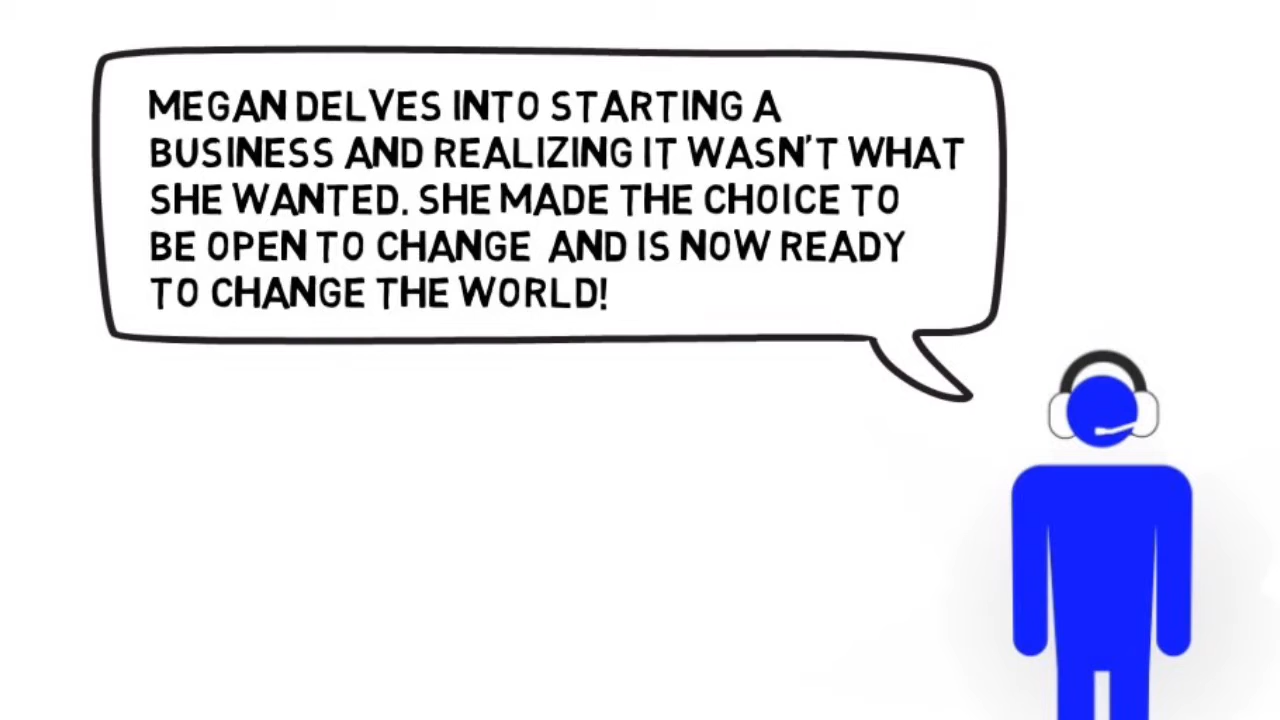 MEGAN DELVES INTO STARTING A
BUSINESS AND REALIZING IT WASN'T WHAT
SHE WANTED. SHE MADE THE CHOICE TO
BE OPEN TO CHANGE AND IS NOW READY
TO CHANGE THE WORLD!